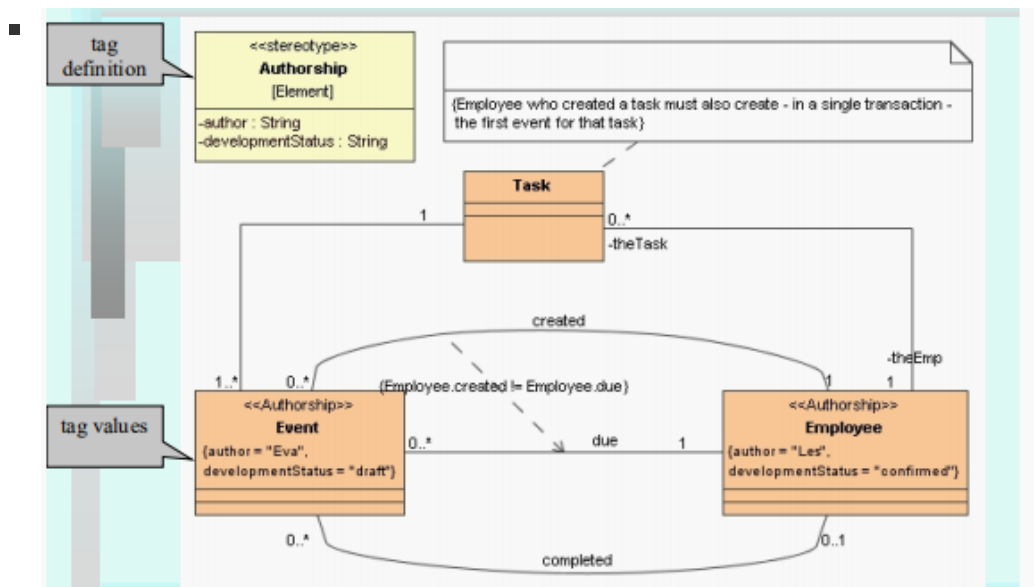 tag
definition
<<stereotype>>
Authorship
[Element]
-author : String
-developmentStatus : String
{Employee who created a task must also create - in a single transaction -
the first event for that task}
Task
1
0..*
-theTask
created
-theEmp
1..*
0..*
{Employee.created != Employee.due}
1
1
tag values
<<Authorship>>
Event
{author = "Eva",
developmentStatus = "draft"}
0..*
due
1
<<Authorship>>
Employee
{author = "Les",
developmentStatus = "confirmed"}
0..*
completed
0..1